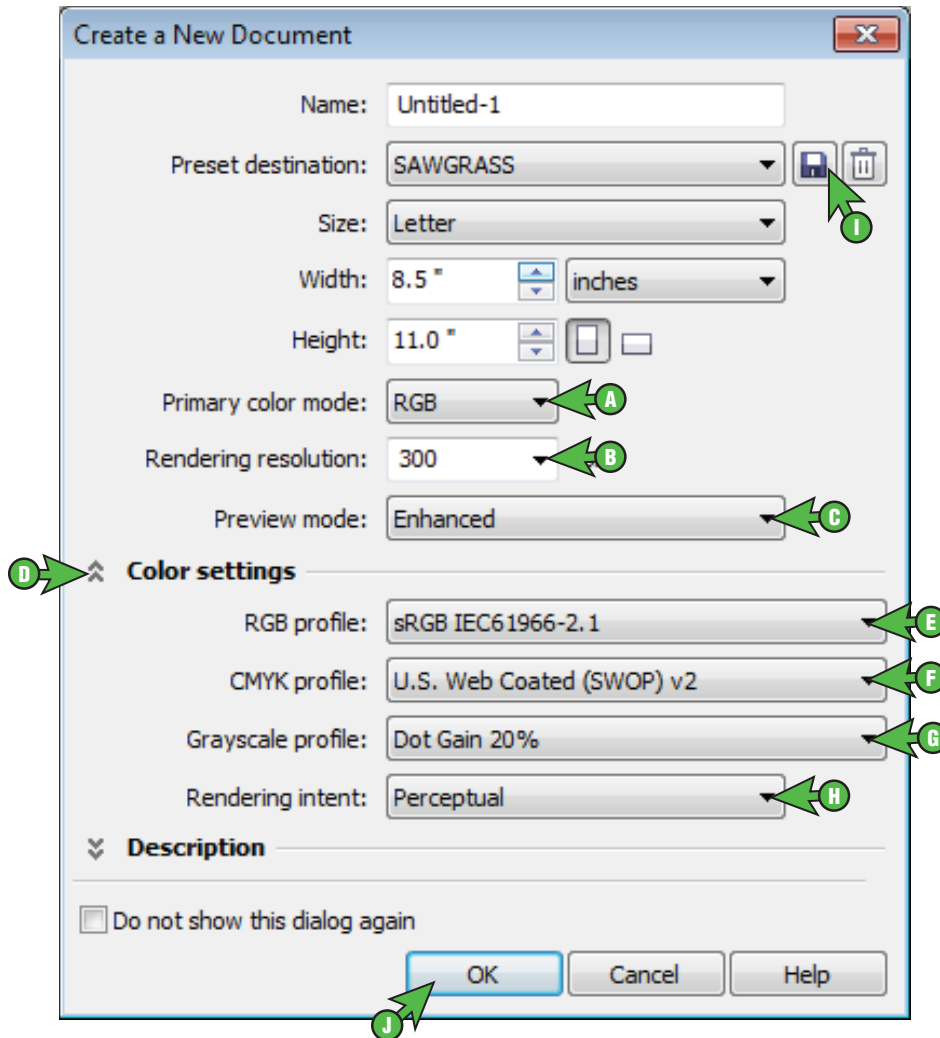 Create a New Document
Name: Untitled-1
Preset destination: SAWGRASS
I
Size: Letter
Width: 8.5 " inches
Height: 11.0 "
Primary color mode: RGB A
Rendering resolution: 300 B
Preview mode: Enhanced C
D Color settings
RGB profile: sRGB IEC61966-2.1 E
CMYK profile: U.S. Web Coated (SWOP) v2 F
Grayscale profile: Dot Gain 20% G
Rendering intent: Perceptual H
Description
Do not show this dialog again
OK Cancel Help
J